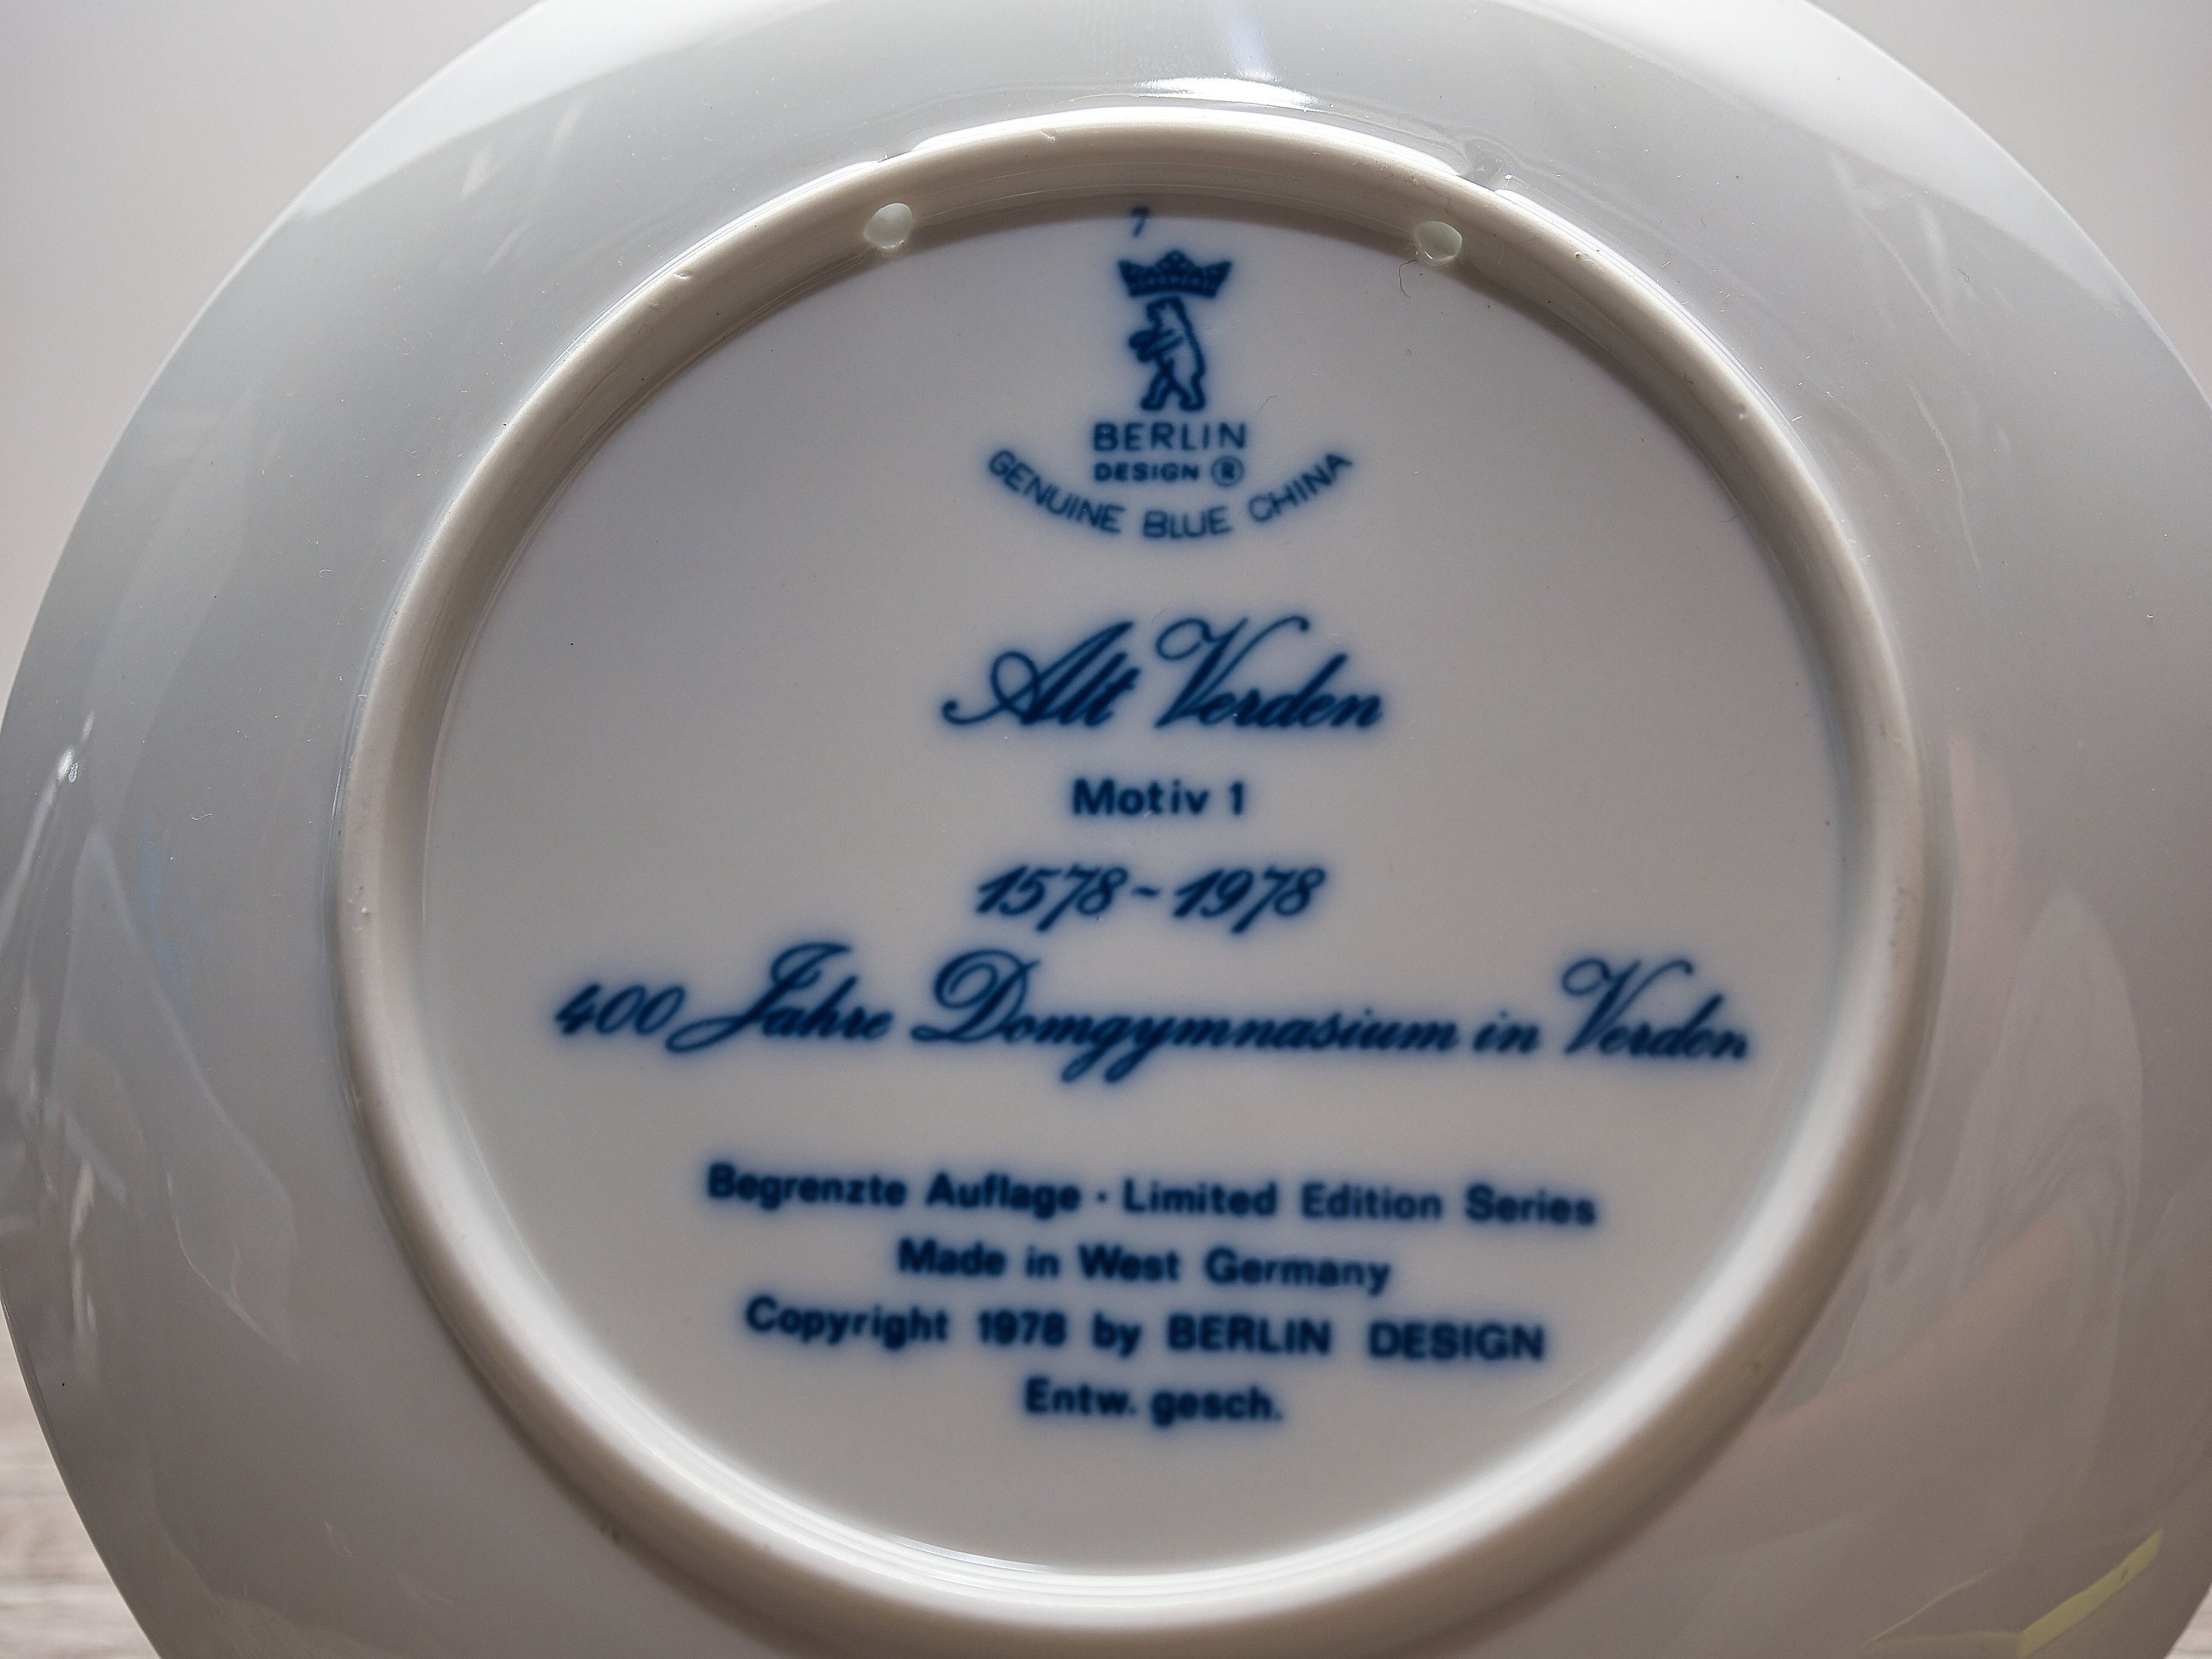 7
BERLIN
DESIGN ®
GENUINE BLUE CHINA
Alt Verden
Motiv 1
1578~1978
400 Jahre Domgymnasium in Verden
Begrenzte Auflage · Limited Edition Series
Made in West Germany
Copyright 1978 by BERLIN DESIGN
Entw. gesch.